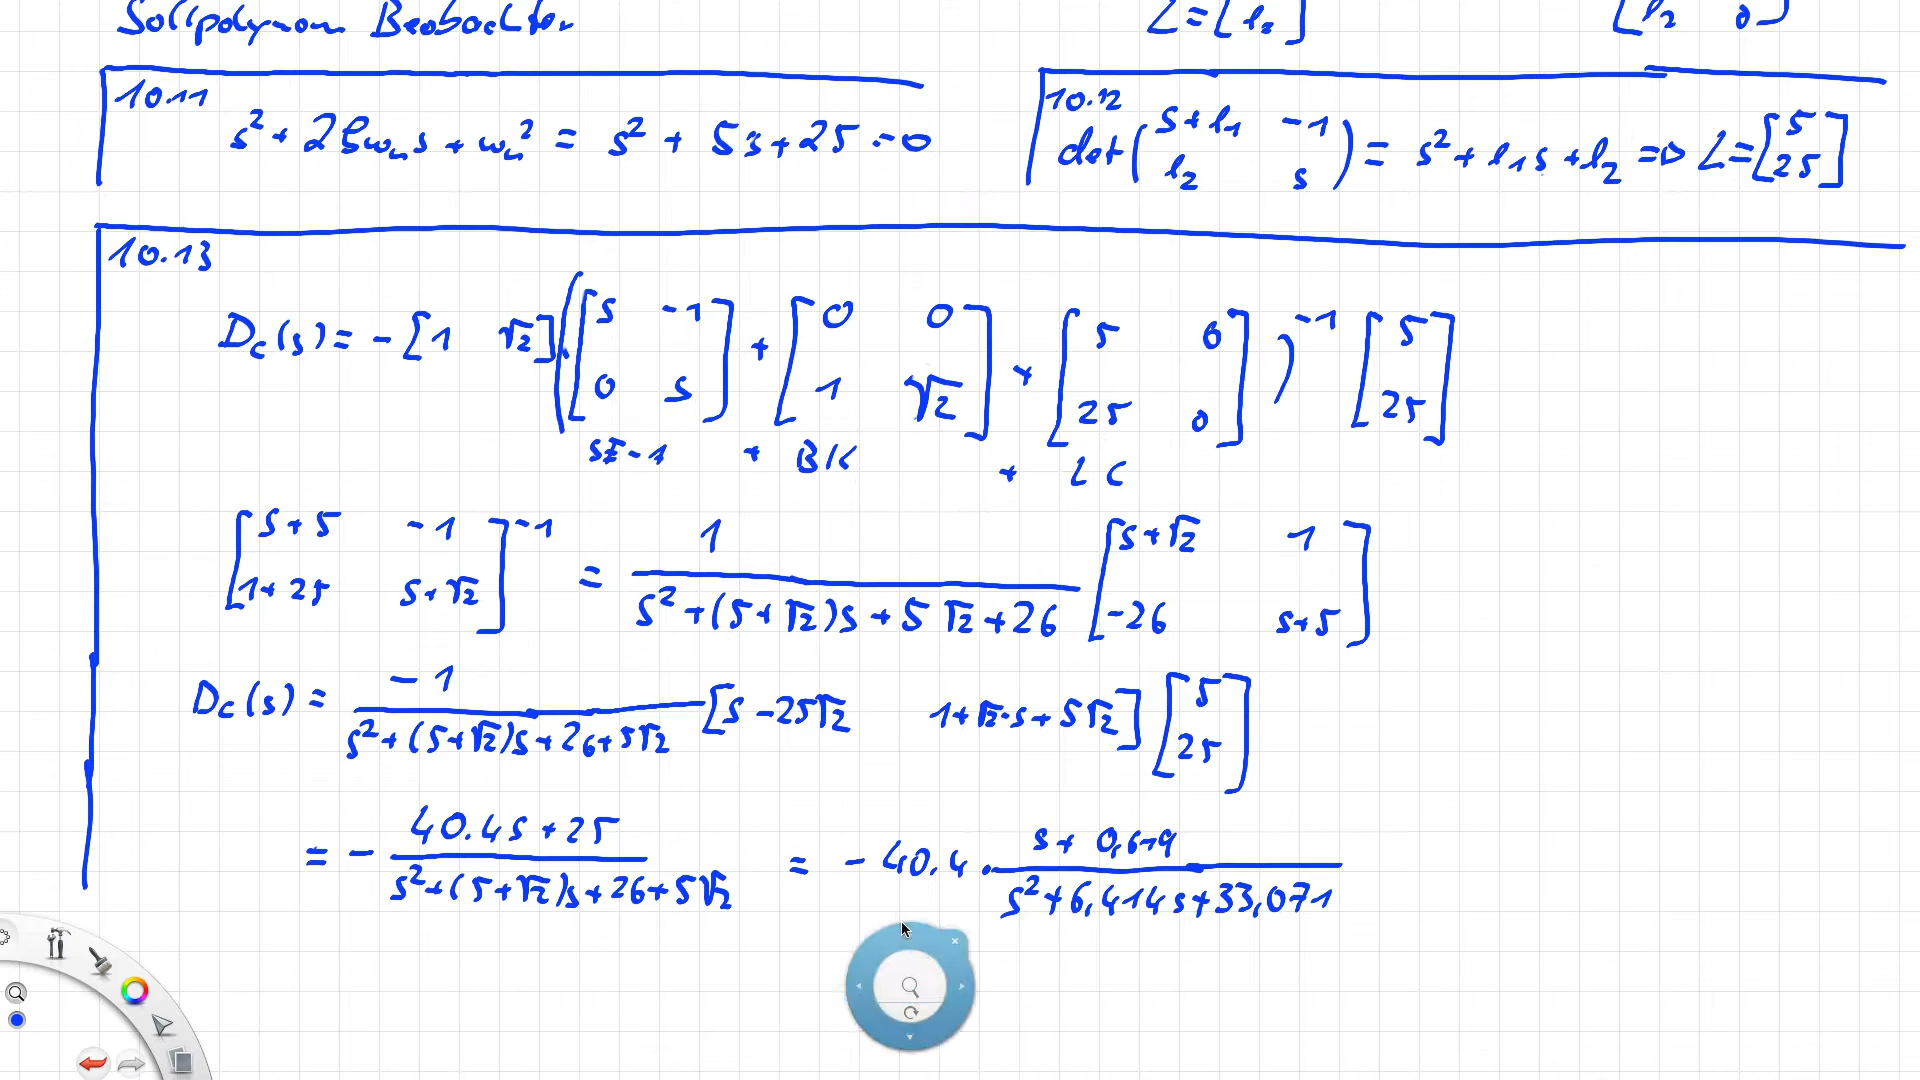 Sollpolynom Beobachter
L = [ l₂ ]
[ l₂ 0 ]
10.11
s² + 2ξωₙs + ωₙ² = s² + 5s + 25 = 0
10.12
det( s+l₁ -1 ; l₂ s ) = s² + l₁s + l₂ => L = [ 5 ; 25 ]
10.13
D_c(s) = - [1 √2] · ( [ s -1 ; 0 s ] + [ 0 0 ; 1 √2 ] + [ 5 0 ; 25 0 ] )⁻¹ [ 5 ; 25 ]
sI - 1 + BK + LC
[ s+5 -1 ; 1+25 s+√2 ]⁻¹ = 1 / (s² + (5+√2)s + 5√2 + 26) [ s+√2 1 ; -26 s+5 ]
D_c(s) = -1 / (s² + (5+√2)s + 26 + 5√2) [ s - 25√2 1+√2·s + 5√2 ] [ 5 ; 25 ]
= - (40.4s + 25) / (s² + (5+√2)s + 26 + 5√2) = - 40.4 · (s + 0,619) / (s² + 6,414s + 33,071)